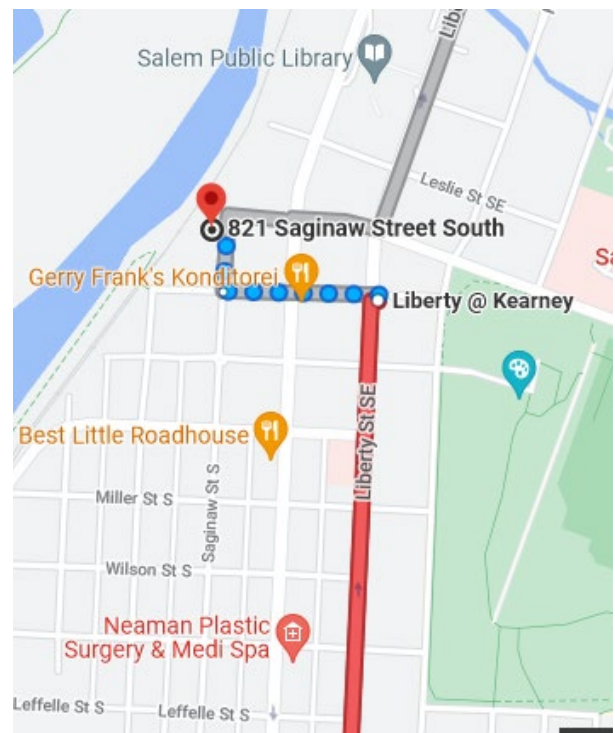 Lib
Salem Public Library
Leslie St SE
821 Saginaw Street South
Sa
Gerry Frank's Konditorei
Liberty @ Kearney
Best Little Roadhouse
Liberty St SE
Miller St S
Saginaw St S
Wilson St S
Neaman Plastic
Surgery & Medi Spa
Leffelle St S
Leffelle St S